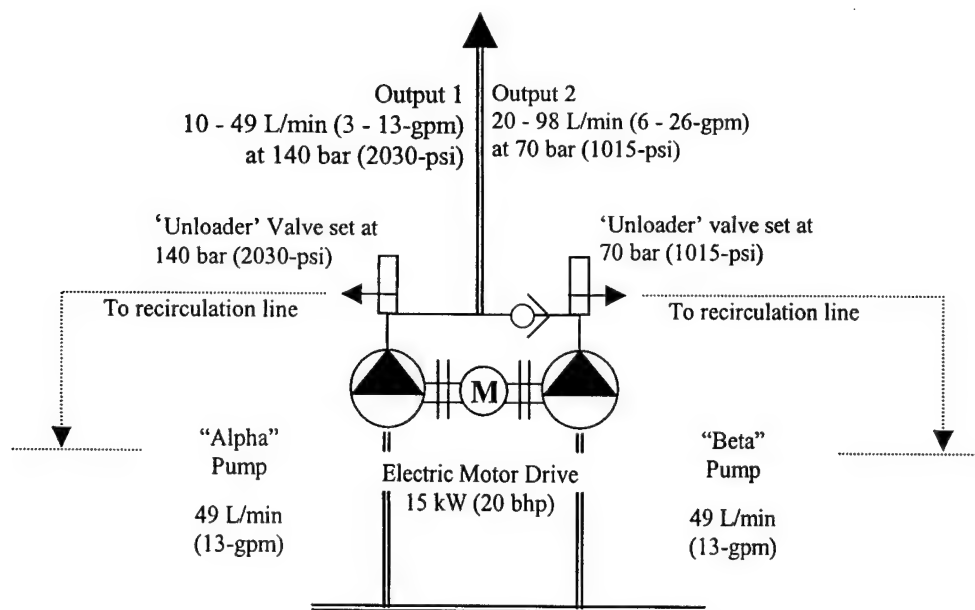 Output 1
10 - 49 L/min (3 - 13-gpm)
at 140 bar (2030-psi)
Output 2
20 - 98 L/min (6 - 26-gpm)
at 70 bar (1015-psi)
‘Unloader’ Valve set at
140 bar (2030-psi)
‘Unloader’ valve set at
70 bar (1015-psi)
To recirculation line
To recirculation line
M
“Alpha”
Pump
49 L/min
(13-gpm)
Electric Motor Drive
15 kW (20 bhp)
“Beta”
Pump
49 L/min
(13-gpm)